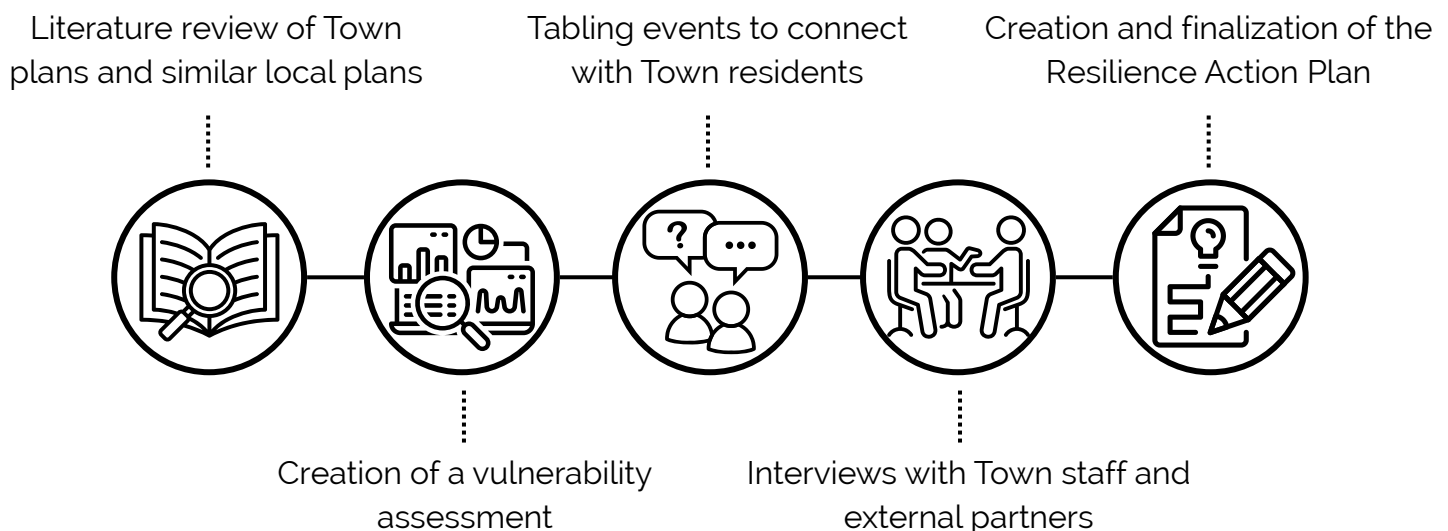 Literature review of Town
plans and similar local plans
Tabling events to connect
with Town residents
Creation and finalization of the
Resilience Action Plan
?
Creation of a vulnerability
assessment
Interviews with Town staff and
external partners